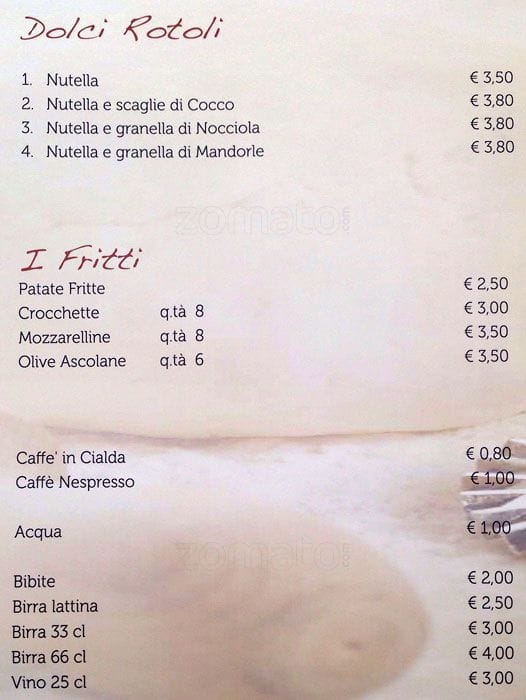 Dolci Rotoli
1. Nutella € 3,50
2. Nutella e scaglie di Cocco € 3,80
3. Nutella e granella di Nocciola € 3,80
4. Nutella e granella di Mandorle € 3,80
zomato.com
I Fritti
Patate Fritte € 2,50
Crocchette q.tà 8 € 3,00
Mozzarelline q.tà 8 € 3,50
Olive Ascolane q.tà 6 € 3,50
Caffe' in Cialda € 0,80
Caffè Nespresso € 1,00
Acqua € 1,00
zomato.com
Bibite € 2,00
Birra lattina € 2,50
Birra 33 cl € 3,00
Birra 66 cl € 4,00
Vino 25 cl € 3,00